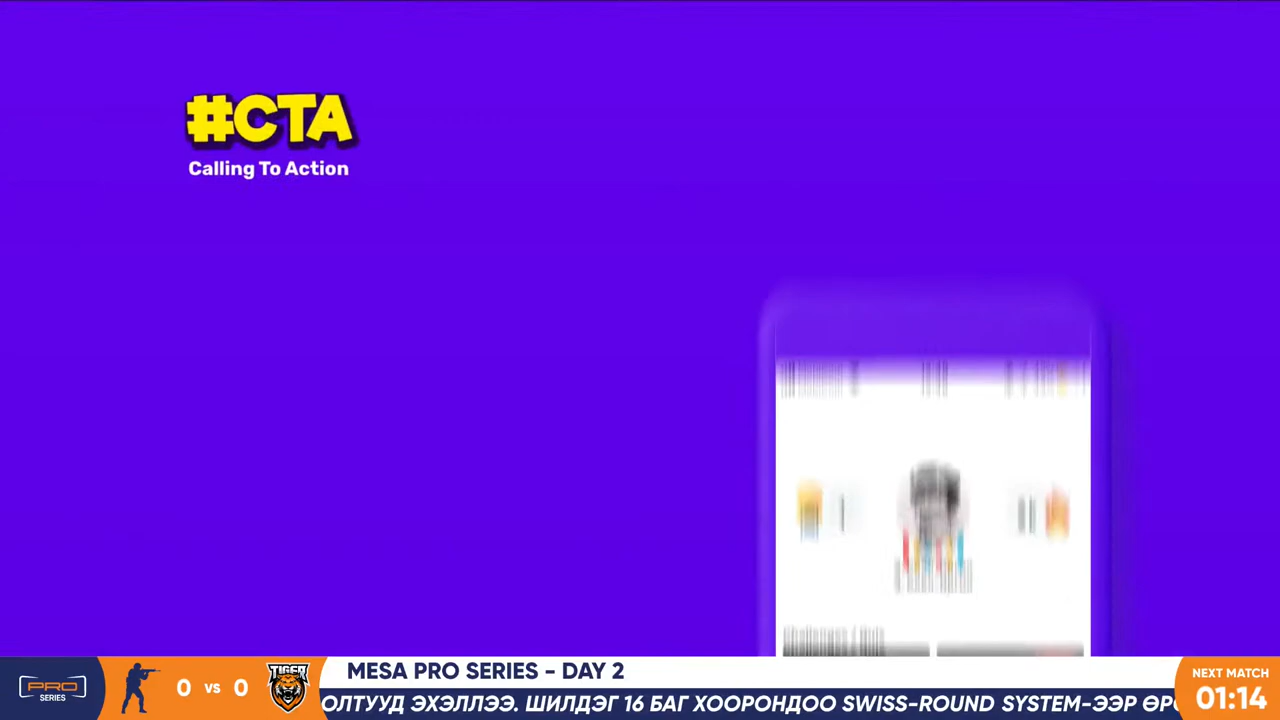 #CTA
Calling To Action
PRO
SERIES
0 vs 0
TIGER
MESA PRO SERIES - DAY 2
ОЛТУУД ЭХЭЛЛЭЭ. ШИЛДЭГ 16 БАГ ХООРОНДОО SWISS-ROUND SYSTEM-ЭЭР ӨРС
NEXT MATCH
01:14